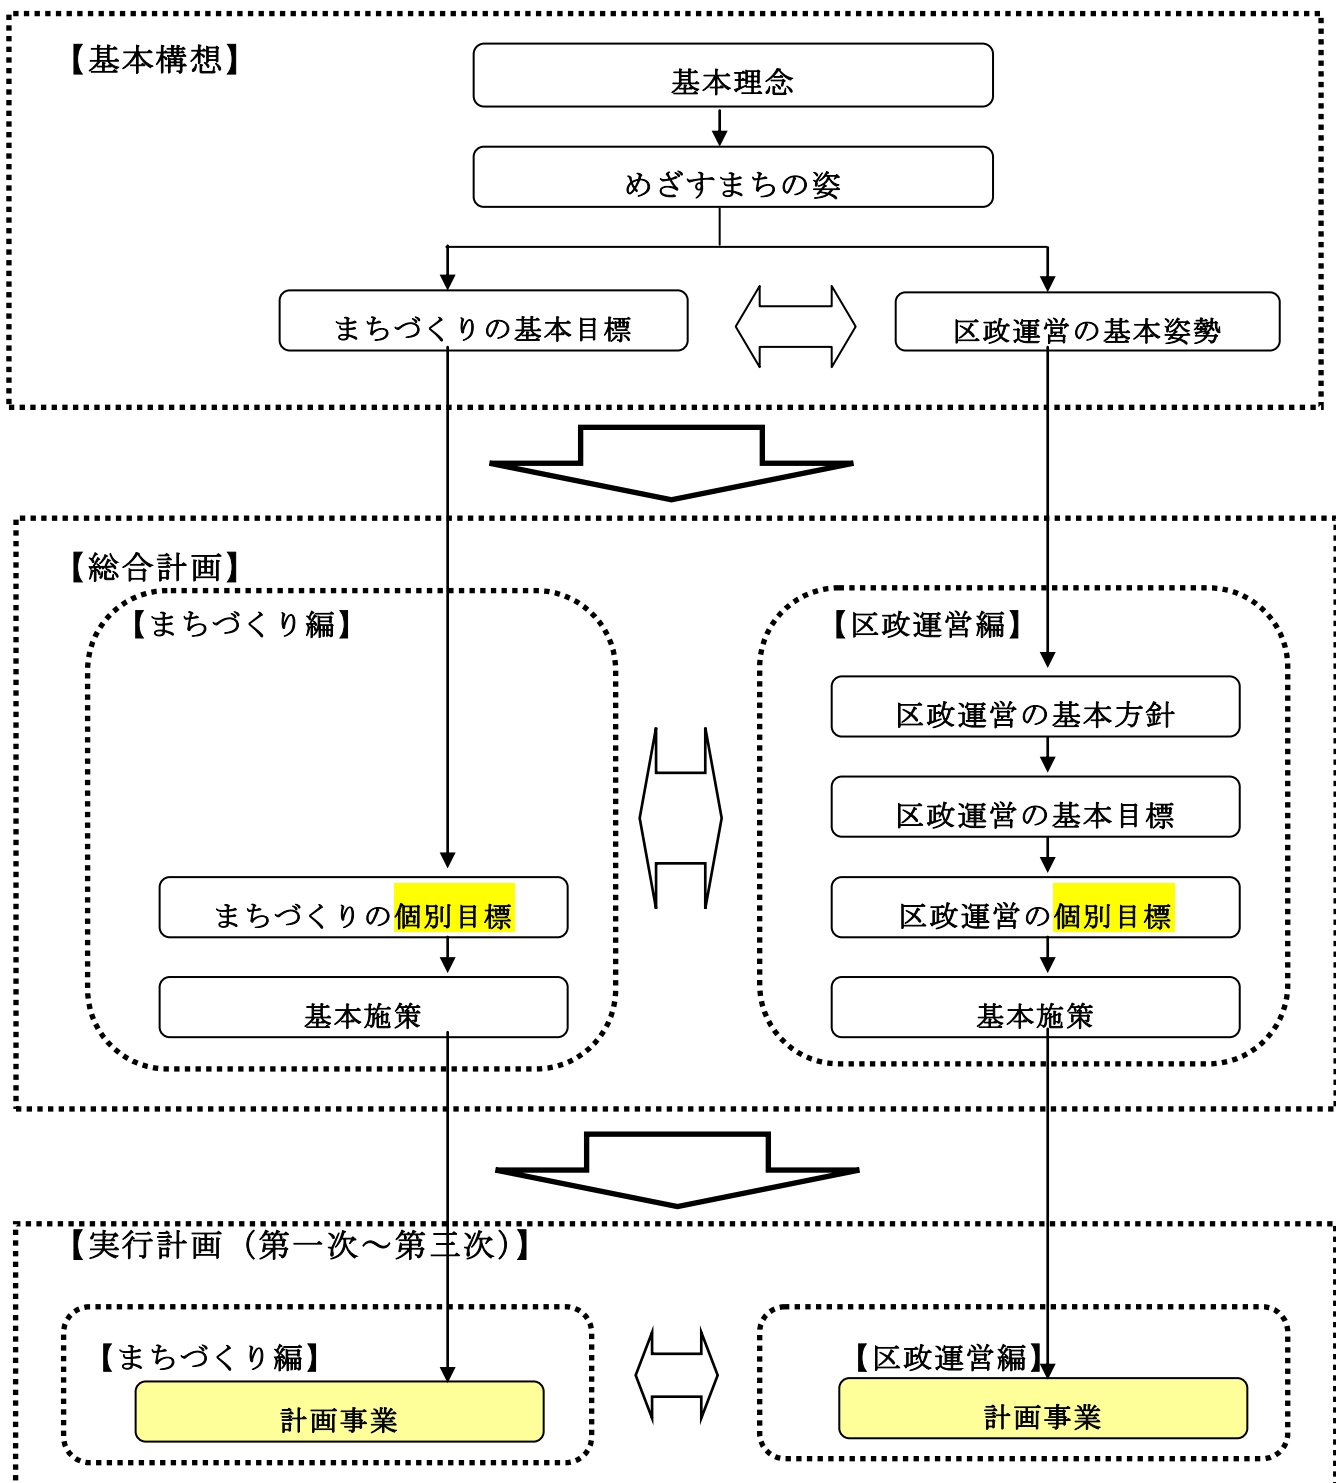 【基本構想】
基本理念
めざすまちの姿
まちづくりの基本目標
区政運営の基本姿勢
【総合計画】
【まちづくり編】
【区政運営編】
区政運営の基本方針
区政運営の基本目標
まちづくりの個別目標
区政運営の個別目標
基本施策
基本施策
【実行計画（第一次～第三次）】
【まちづくり編】
【区政運営編】
計画事業
計画事業